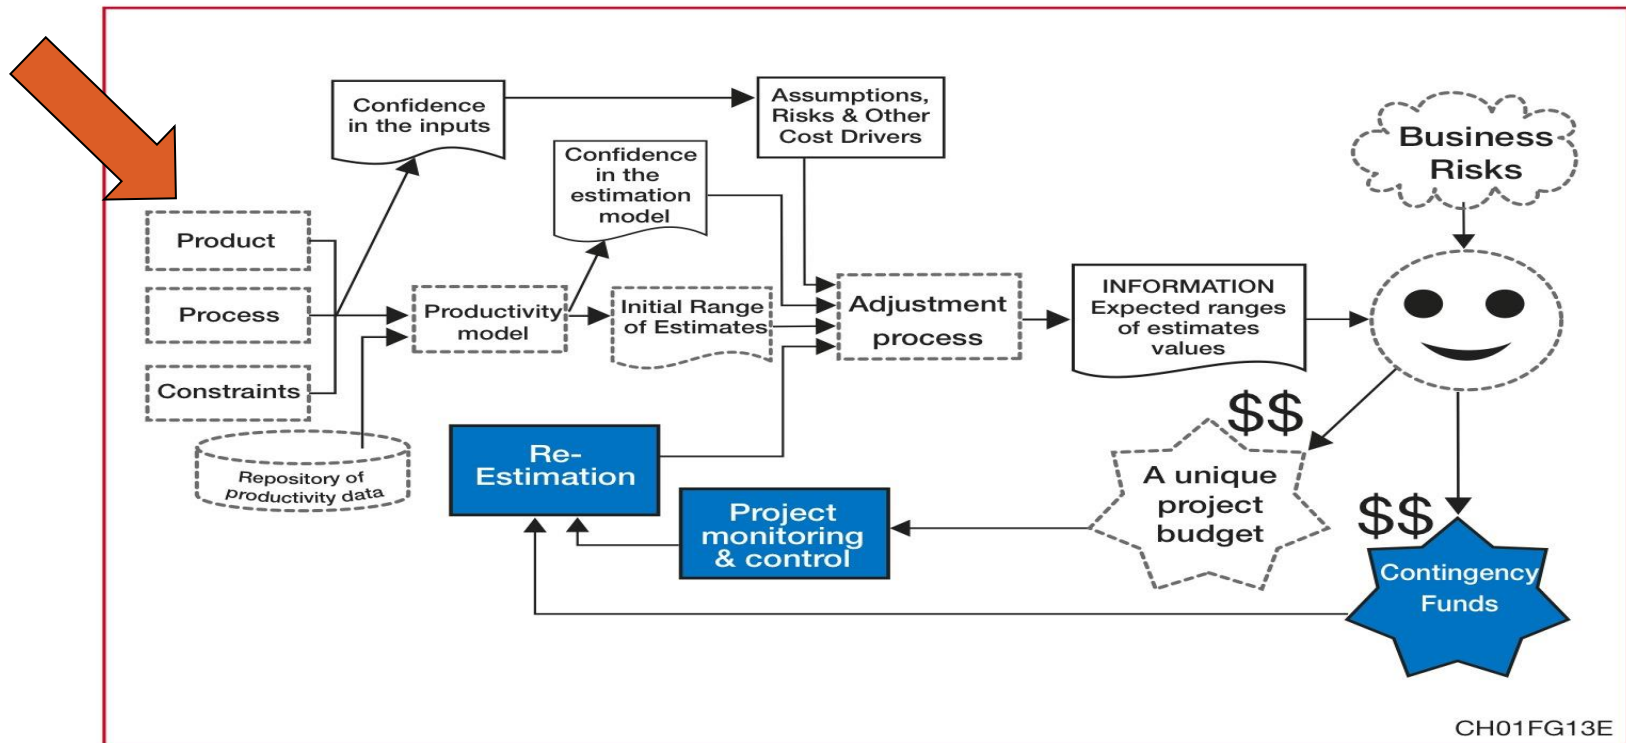 Confidence
in the inputs
Assumptions,
Risks & Other
Cost Drivers
Confidence
in the
estimation
model
Business
Risks
Product
Process
Constraints
Productivity
model
Initial Range
of Estimates
Adjustment
process
INFORMATION
Expected ranges
of estimates
values
Repository of
productivity data
Re-
Estimation
Project
monitoring
& control
$$
A unique
project
budget
$$
Contingency
Funds
CH01FG13E